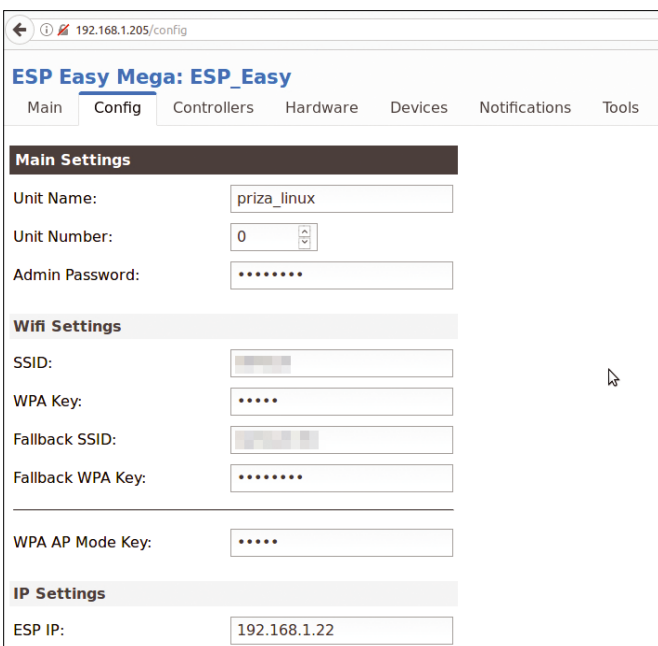 192.168.1.205/config
ESP Easy Mega: ESP_Easy
Main Config Controllers Hardware Devices Notifications Tools
Main Settings
Unit Name: priza_linux
Unit Number: 0
Admin Password: ••••••••
Wifi Settings
SSID:
WPA Key: •••••
Fallback SSID:
Fallback WPA Key: ••••••••
WPA AP Mode Key: •••••
IP Settings
ESP IP: 192.168.1.22